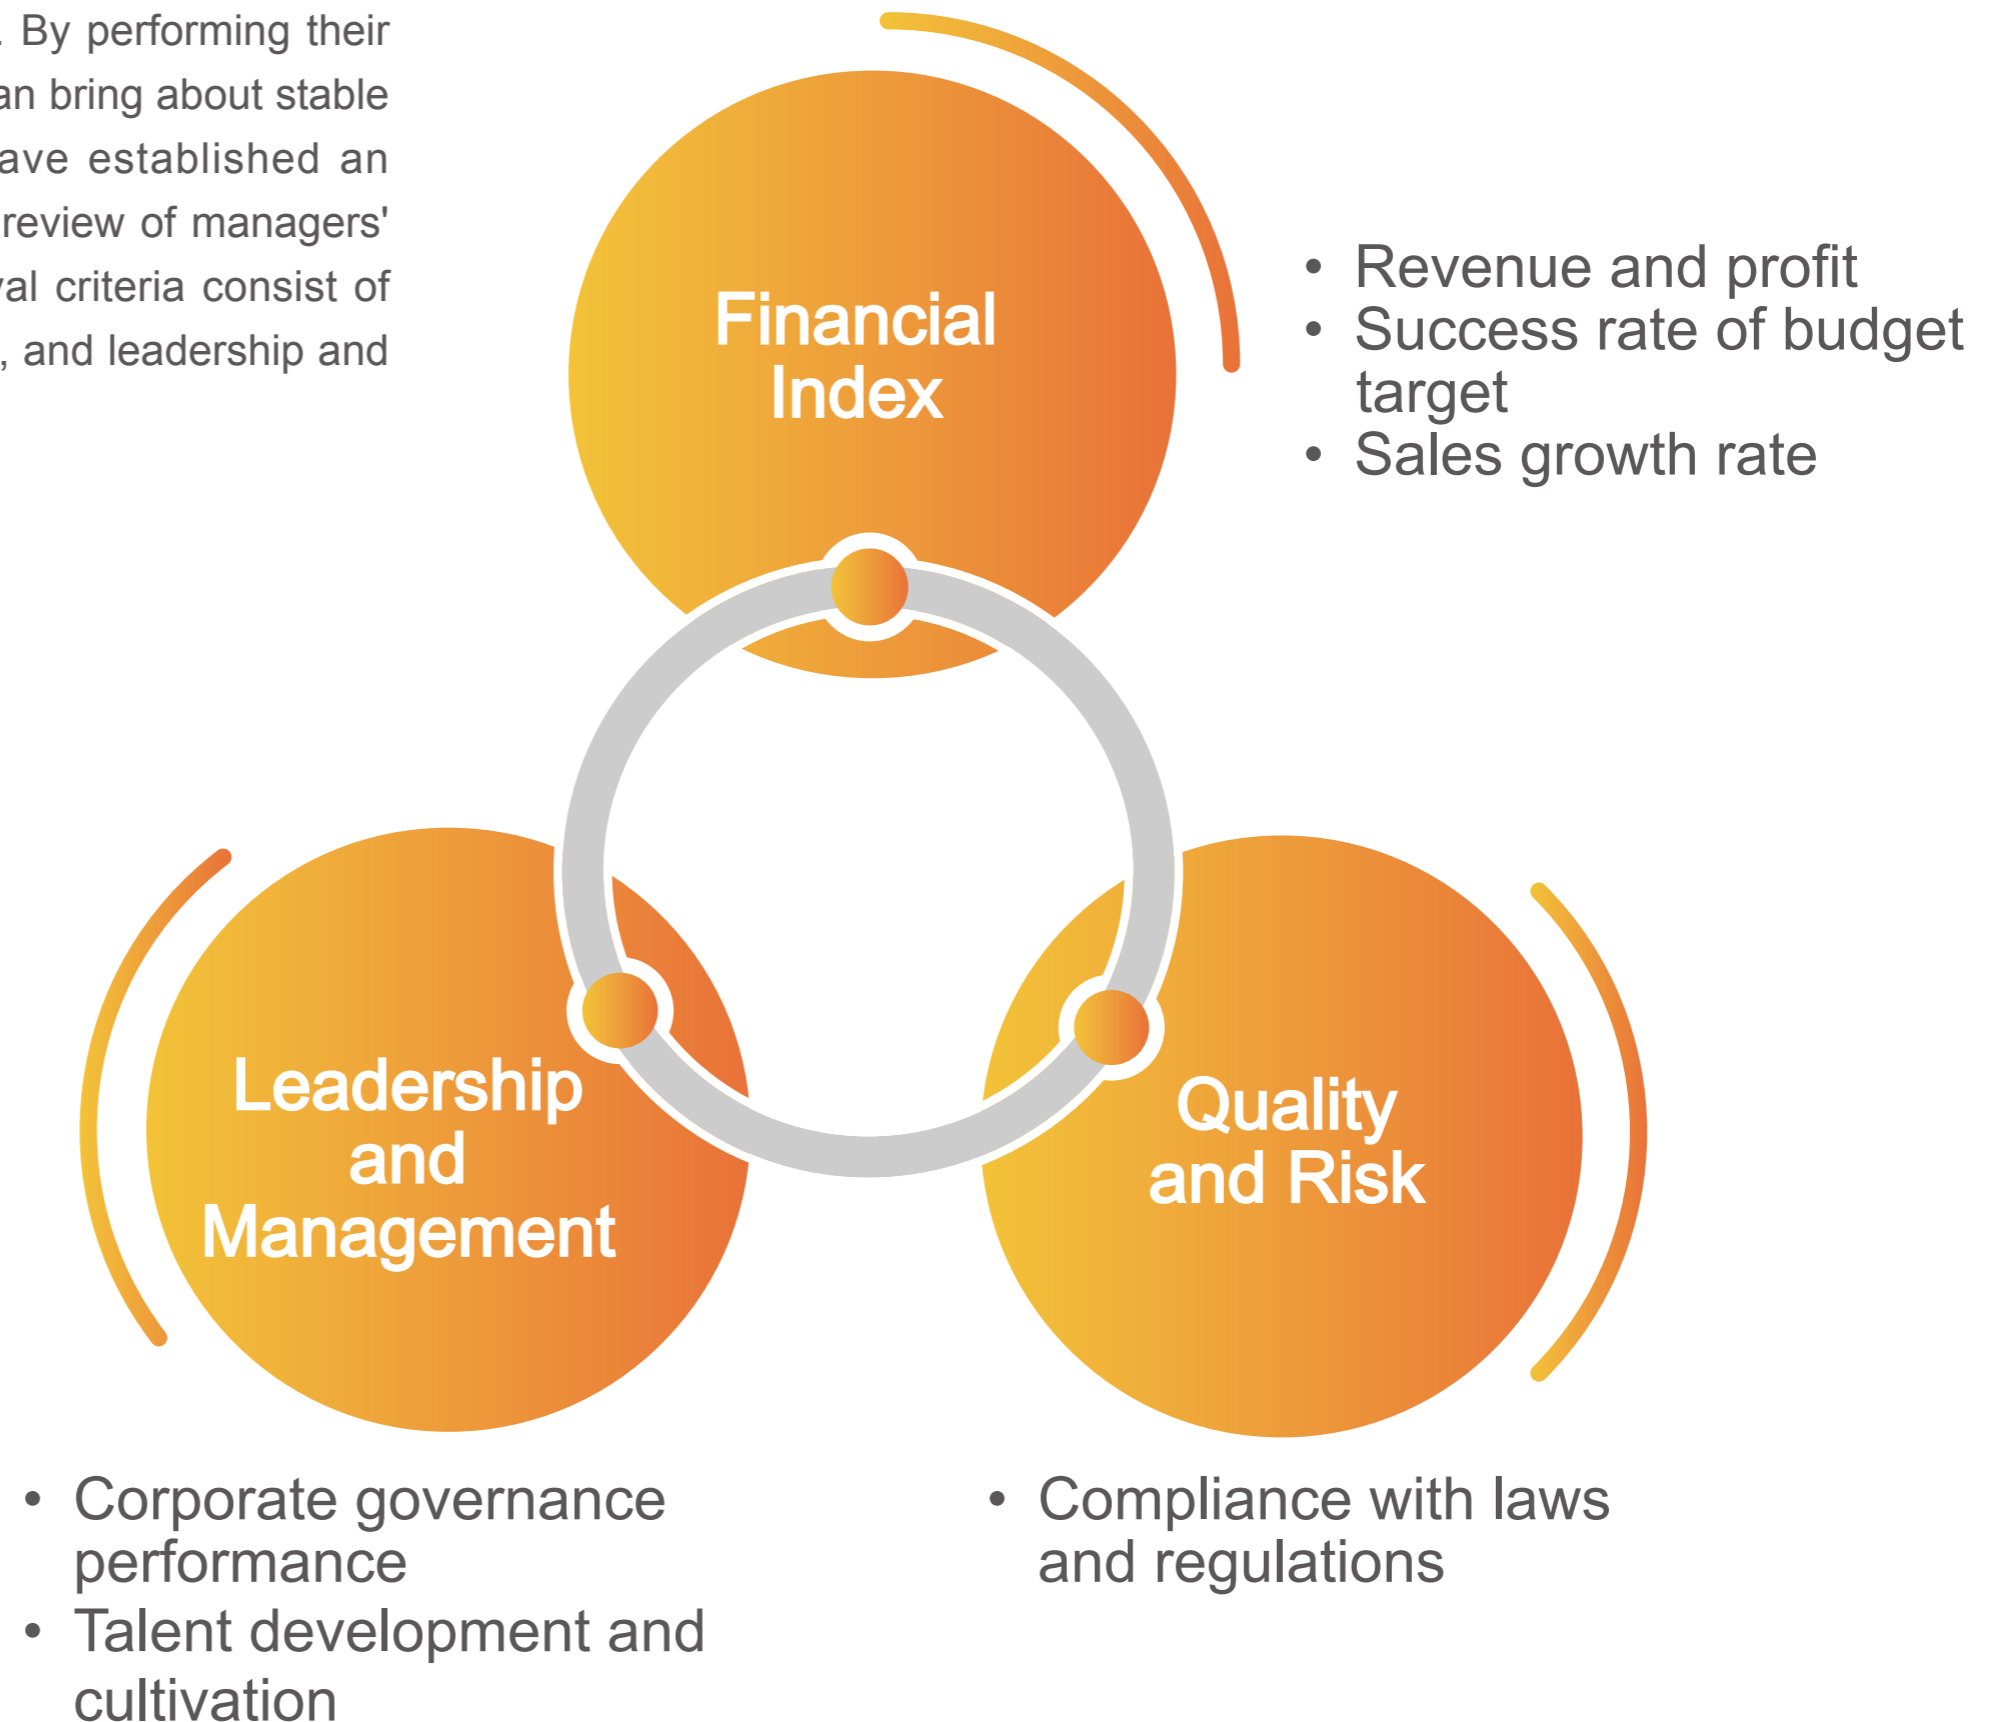 . By performing their
an bring about stable
ave established an
review of managers'
val criteria consist of
, and leadership and
Financial
Index
• Revenue and profit
• Success rate of budget
target
• Sales growth rate
Leadership
and
Management
Quality
and Risk
• Corporate governance
performance
• Talent development and
cultivation
• Compliance with laws
and regulations